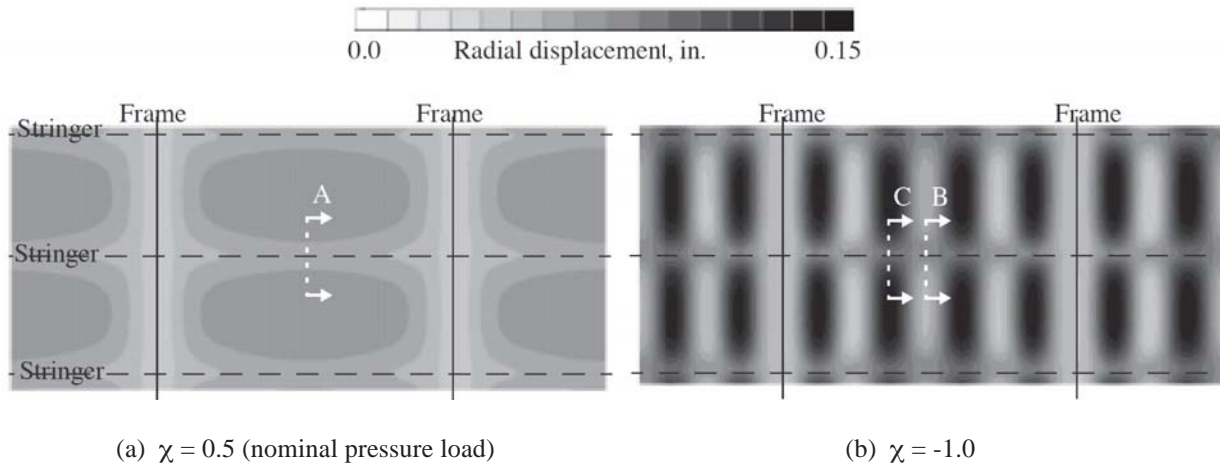 0.0 Radial displacement, in. 0.15
Frame Frame
Stringer
A
Stringer
Stringer
Frame Frame
C B
(a) χ = 0.5 (nominal pressure load)
(b) χ = -1.0